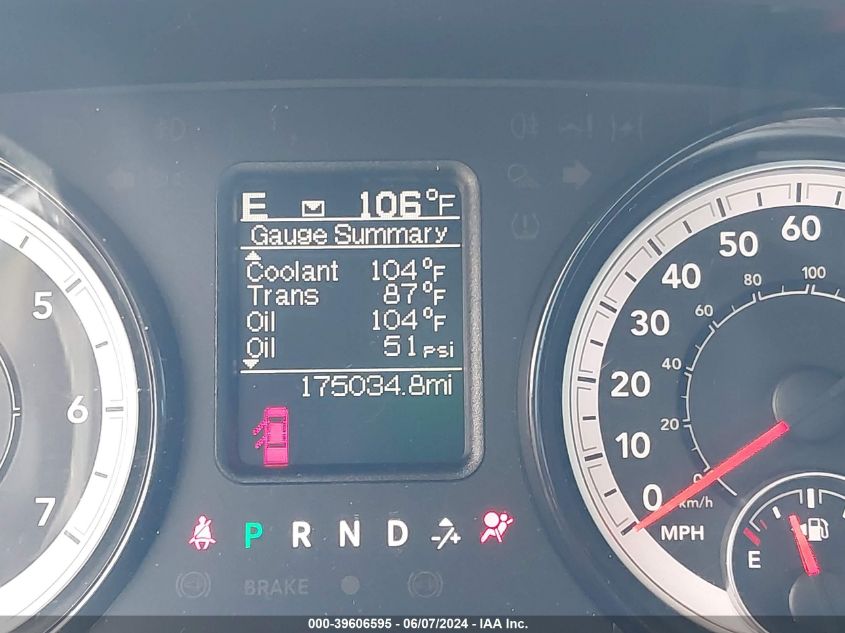 E 106°F
Gauge Summary
Coolant 104°F
Trans 87°F
Oil 104°F
Oil 51 psi
175034.8mi
P R N D
BRAKE
5
6
7
0
10
20
30
40
50
60
0
20
40
60
80
100
km/h
MPH
E
000-39606595 - 06/07/2024 - IAA Inc.